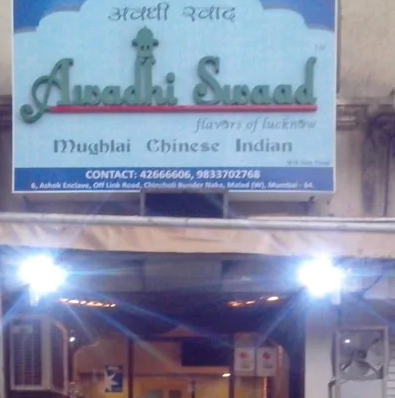 अवधी स्वाद
Awadhi Swaad
flavors of lucknow
Mughlai Chinese Indian
CONTACT: 42666606, 9833702768
6, Ashok Enclave, Off Link Road, Chincholi Bunder Naka, Malad (W), Mumbai - 64.